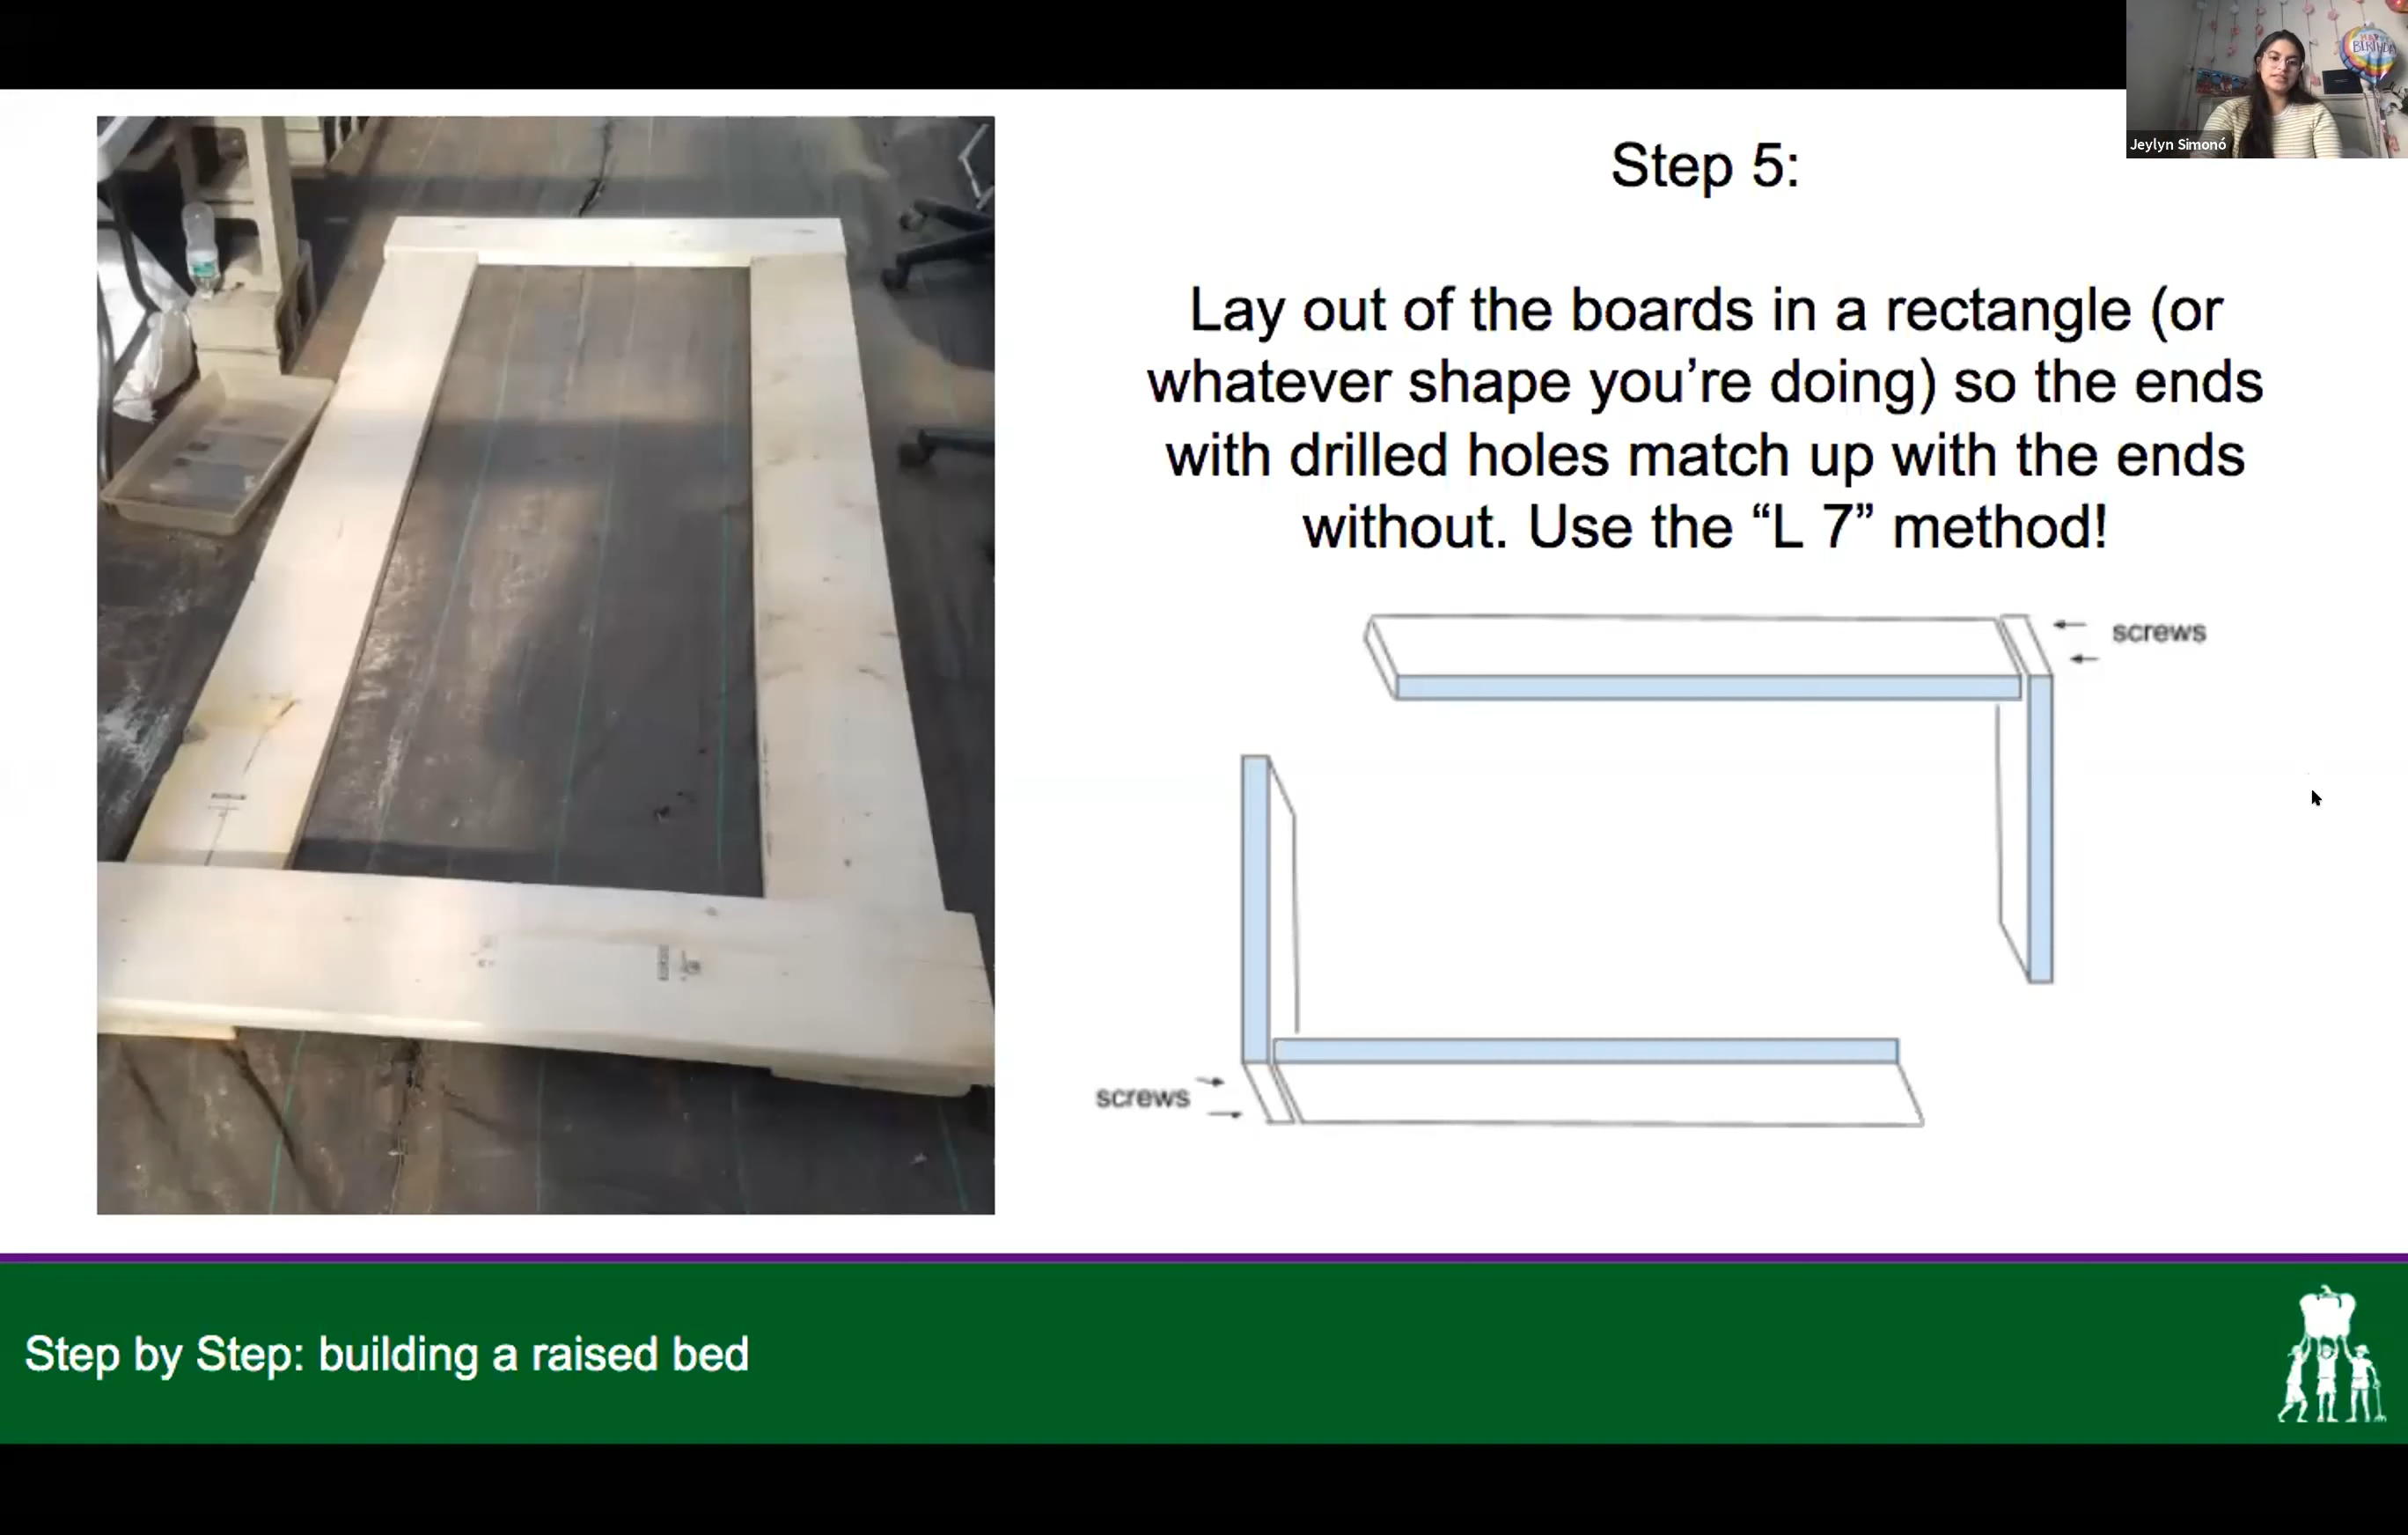 HAPPY
BIRTHDAY
Jeylyn Simonó
Step 5:
Lay out of the boards in a rectangle (or
whatever shape you’re doing) so the ends
with drilled holes match up with the ends
without. Use the “L 7” method!
screws
screws
Step by Step: building a raised bed